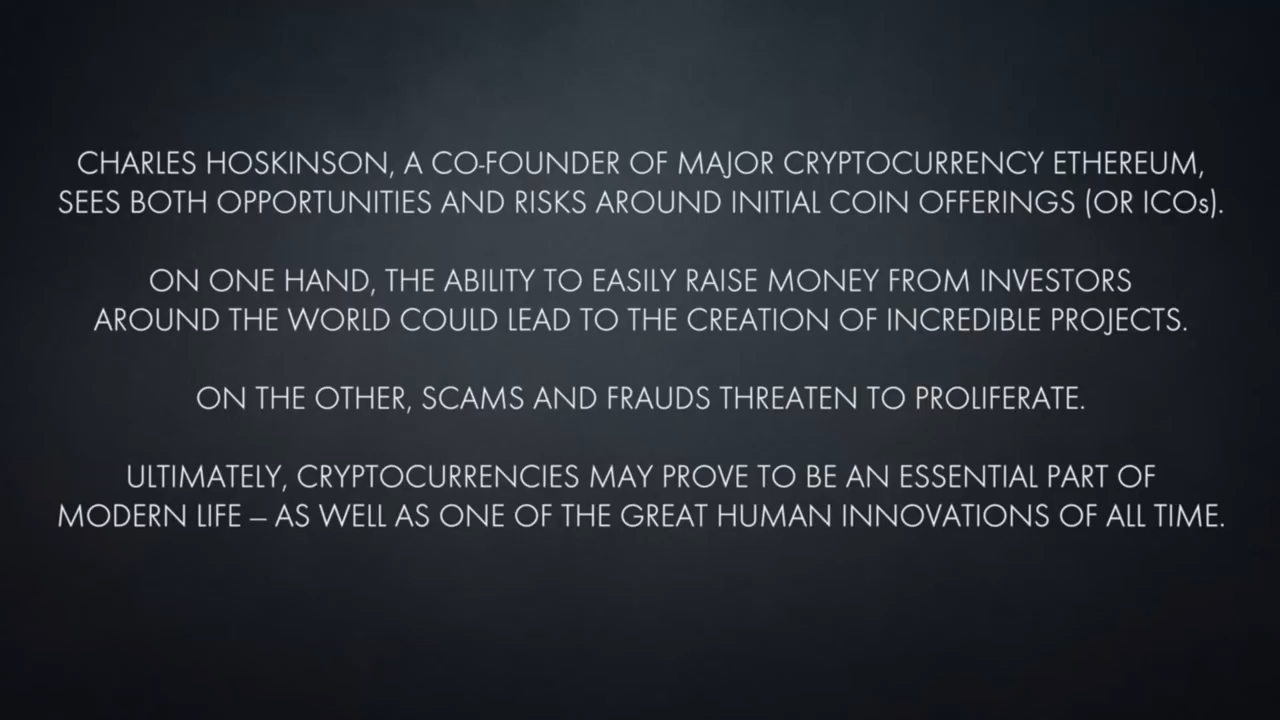 CHARLES HOSKINSON, A CO-FOUNDER OF MAJOR CRYPTOCURRENCY ETHEREUM,
SEES BOTH OPPORTUNITIES AND RISKS AROUND INITIAL COIN OFFERINGS (OR ICOs).
ON ONE HAND, THE ABILITY TO EASILY RAISE MONEY FROM INVESTORS
AROUND THE WORLD COULD LEAD TO THE CREATION OF INCREDIBLE PROJECTS.
ON THE OTHER, SCAMS AND FRAUDS THREATEN TO PROLIFERATE.
ULTIMATELY, CRYPTOCURRENCIES MAY PROVE TO BE AN ESSENTIAL PART OF
MODERN LIFE – AS WELL AS ONE OF THE GREAT HUMAN INNOVATIONS OF ALL TIME.